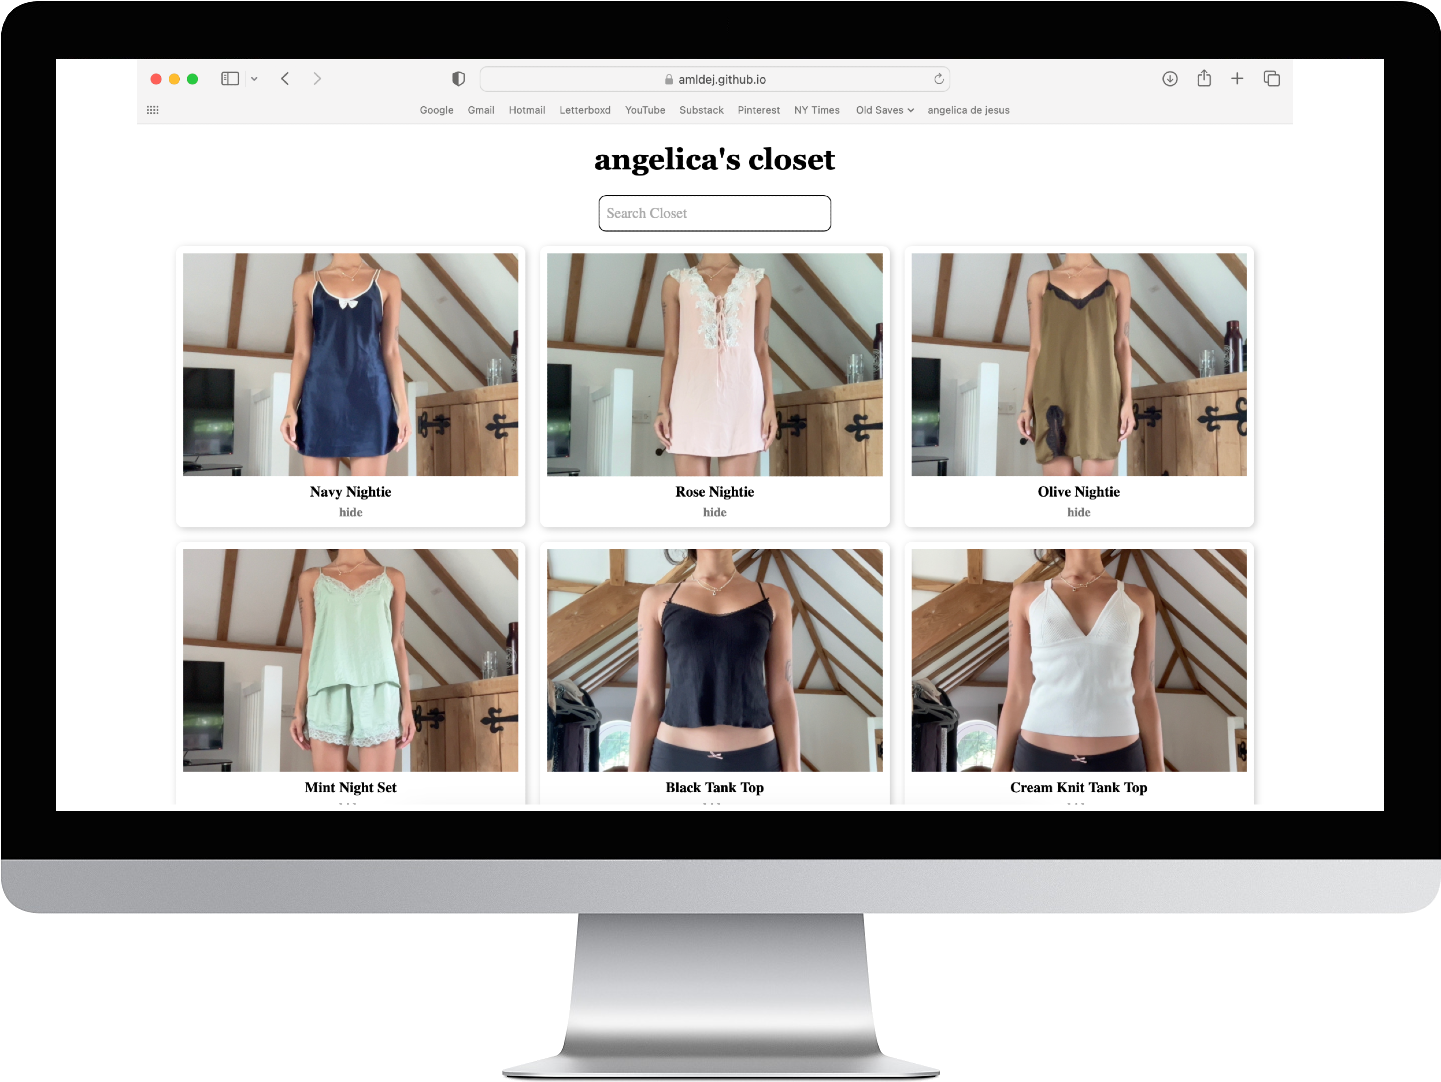 amldej.github.io
Google Gmail Hotmail Letterboxd YouTube Substack Pinterest NY Times Old Saves angelica de jesus
angelica's closet
Search Closet
Navy Nightie
hide
Rose Nightie
hide
Olive Nightie
hide
Mint Night Set
Black Tank Top
Cream Knit Tank Top